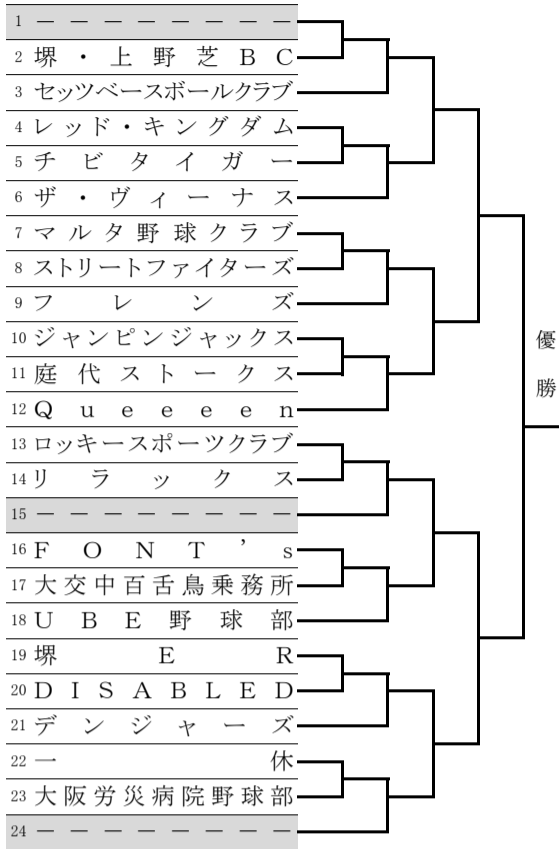 1 ————————
2 堺・上野芝ＢＣ
3 セッツベースボールクラブ
4 レッド・キングダム
5 チビタイガー
6 ザ・ヴィーナス
7 マルタ野球クラブ
8 ストリートファイターズ
9 フレンズ
10 ジャンピンジャックス
11 庭代ストークス
12 Ｑｕｅｅｅｎ
13 ロッキースポーツクラブ
14 リラックス
15 ————————
16 ＦＯＮＴ’ｓ
17 大交中百舌鳥乗務所
18 ＵＢＥ野球部
19 堺ＥＲ
20 ＤＩＳＡＢＬＥＤ
21 デンジャーズ
22 一休
23 大阪労災病院野球部
24 ————————
優勝